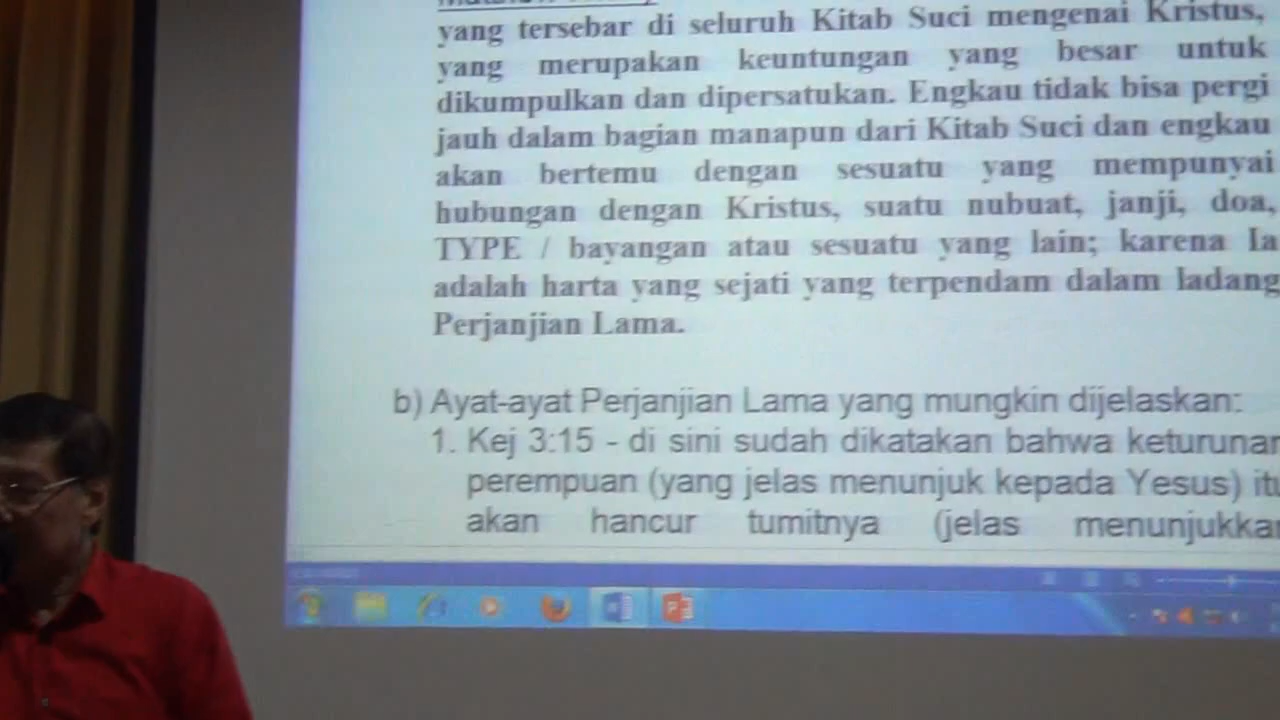 yang tersebar di seluruh Kitab Suci mengenai Kristus,
yang merupakan keuntungan yang besar untuk
dikumpulkan dan dipersatukan. Engkau tidak bisa pergi
jauh dalam bagian manapun dari Kitab Suci dan engkau
akan bertemu dengan sesuatu yang mempunyai
hubungan dengan Kristus, suatu nubuat, janji, doa,
TYPE / bayangan atau sesuatu yang lain; karena Ia
adalah harta yang sejati yang terpendam dalam ladang
Perjanjian Lama.
b) Ayat-ayat Perjanjian Lama yang mungkin dijelaskan:
1. Kej 3:15 - di sini sudah dikatakan bahwa keturunan
perempuan (yang jelas menunjuk kepada Yesus) itu
akan hancur tumitnya (jelas menunjukka